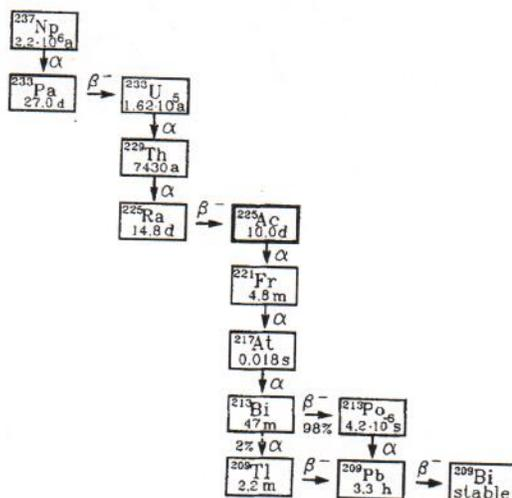 ²³⁷Np
2.2·10⁶a
α
²³³Pa
27.0 d
β⁻
²³³U
1.62·10⁵a
α
²²⁹Th
7430 a
α
²²⁵Ra
14.8 d
β⁻
²²⁵Ac
10.0 d
α
²²¹Fr
4.8 m
α
²¹⁷At
0.018 s
α
²¹³Bi
47 m
β⁻
98%
²¹³Po
4.2·10⁻⁶ s
2%
α
α
²⁰⁹Tl
2.2 m
β⁻
²⁰⁹Pb
3.3 h
β⁻
²⁰⁹Bi
stable